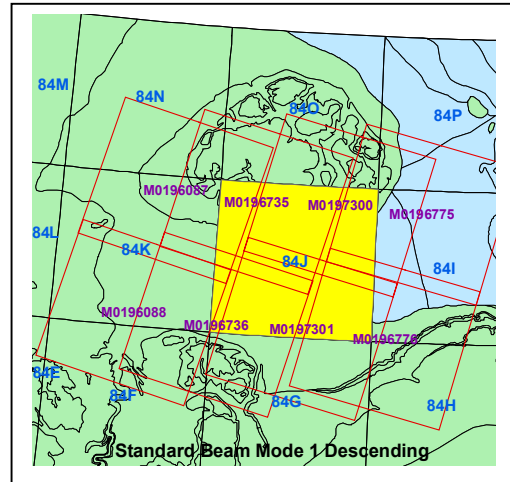 84M
84N
84O
84P
M0196087
M0196735
M0197300
M0196775
84L
84K
84J
84I
M0196088
M0196736
M0197301
M0196776
84E
84F
84G
84H
Standard Beam Mode 1 Descending